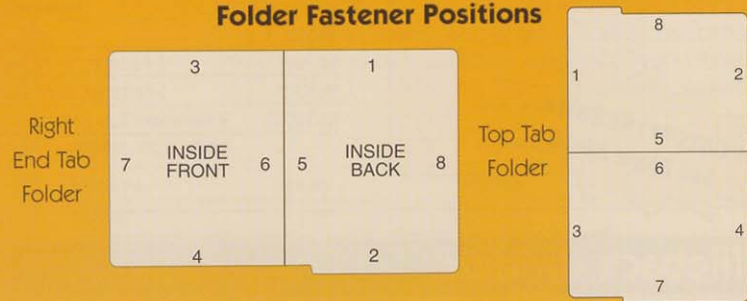 Folder Fastener Positions
Right
End Tab
Folder
3
7
INSIDE
FRONT
6
4
1
5
INSIDE
BACK
8
2
Top Tab
Folder
8
1
2
5
6
3
4
7